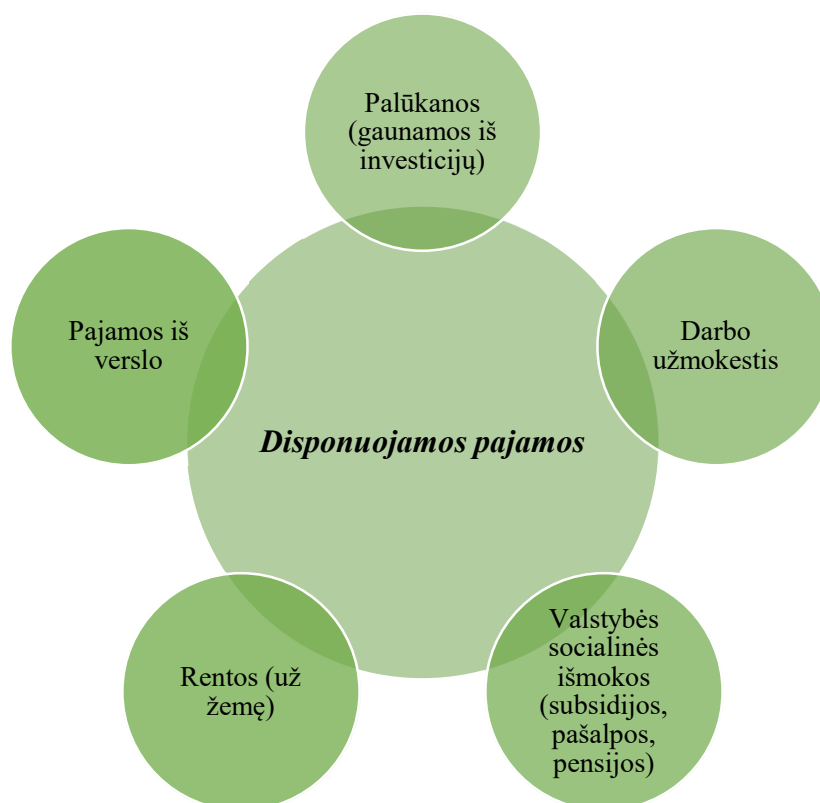 Palūkanos
(gaunamos iš
investicijų)
Pajamos iš
verslo
Darbo
užmokestis
Disponuojamos pajamos
Rentos (už
žemę)
Valstybės
socialinės
išmokos
(subsidijos,
pašalpos,
pensijos)